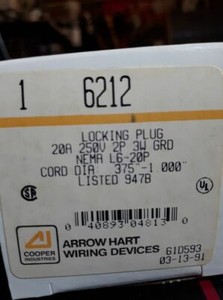 1 6212
LOCKING PLUG
20A 250V 2P 3W GRD
NEMA L6-20P
CORD DIA .375"-1.000"
LISTED 947B
0 40893 04813 0
COOPER
INDUSTRIES
ARROW HART
WIRING DEVICES
61D593
03-13-91